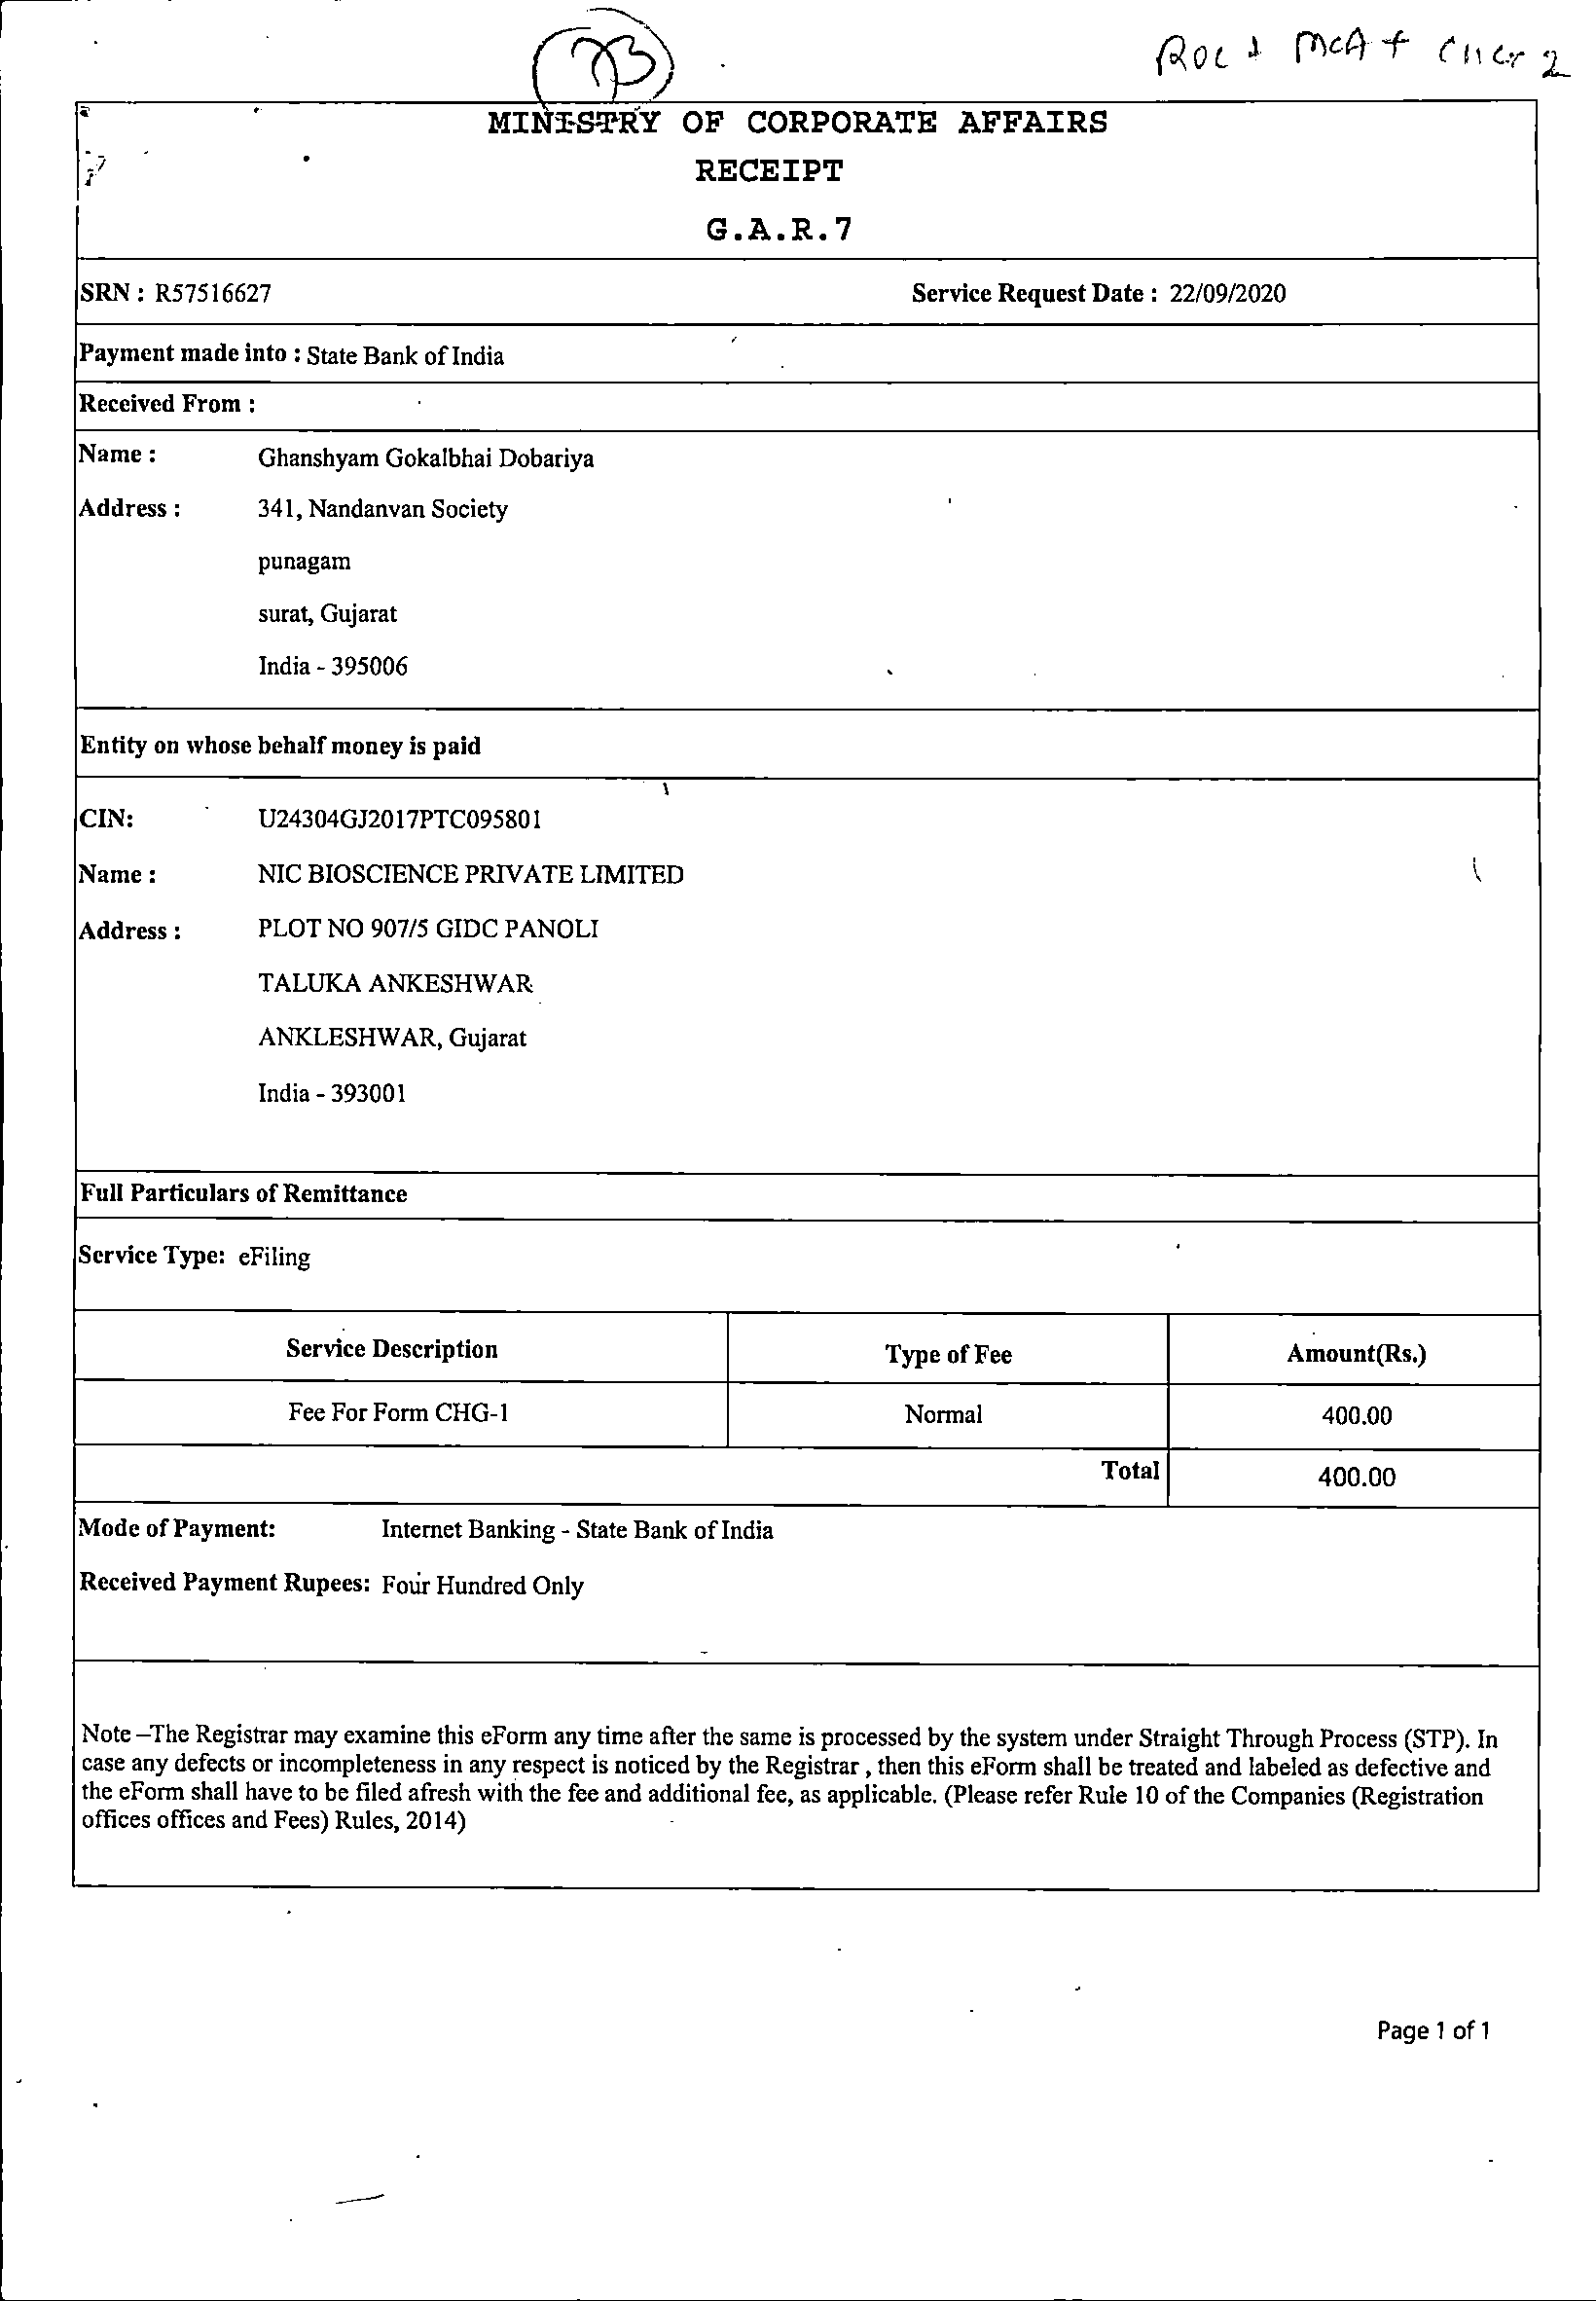 ROC & MCA +
MINISTRY OF CORPORATE AFFAIRS
RECEIPT
G.A.R.7
SRN : R57516627 Service Request Date : 22/09/2020
Payment made into : State Bank of India
Received From :
Name : Ghanshyam Gokalbhai Dobariya
Address : 341, Nandanvan Society
punagam
surat, Gujarat
India - 395006
Entity on whose behalf money is paid
CIN: U24304GJ2017PTC095801
Name : NIC BIOSCIENCE PRIVATE LIMITED
Address : PLOT NO 907/5 GIDC PANOLI
TALUKA ANKESHWAR
ANKLESHWAR, Gujarat
India - 393001
Full Particulars of Remittance
Service Type: eFiling
Service Description Type of Fee Amount(Rs.)
Fee For Form CHG-1 Normal 400.00
Total 400.00
Mode of Payment: Internet Banking - State Bank of India
Received Payment Rupees: Four Hundred Only
Note –The Registrar may examine this eForm any time after the same is processed by the system under Straight Through Process (STP). In
case any defects or incompleteness in any respect is noticed by the Registrar , then this eForm shall be treated and labeled as defective and
the eForm shall have to be filed afresh with the fee and additional fee, as applicable. (Please refer Rule 10 of the Companies (Registration
offices offices and Fees) Rules, 2014)
Page 1 of 1